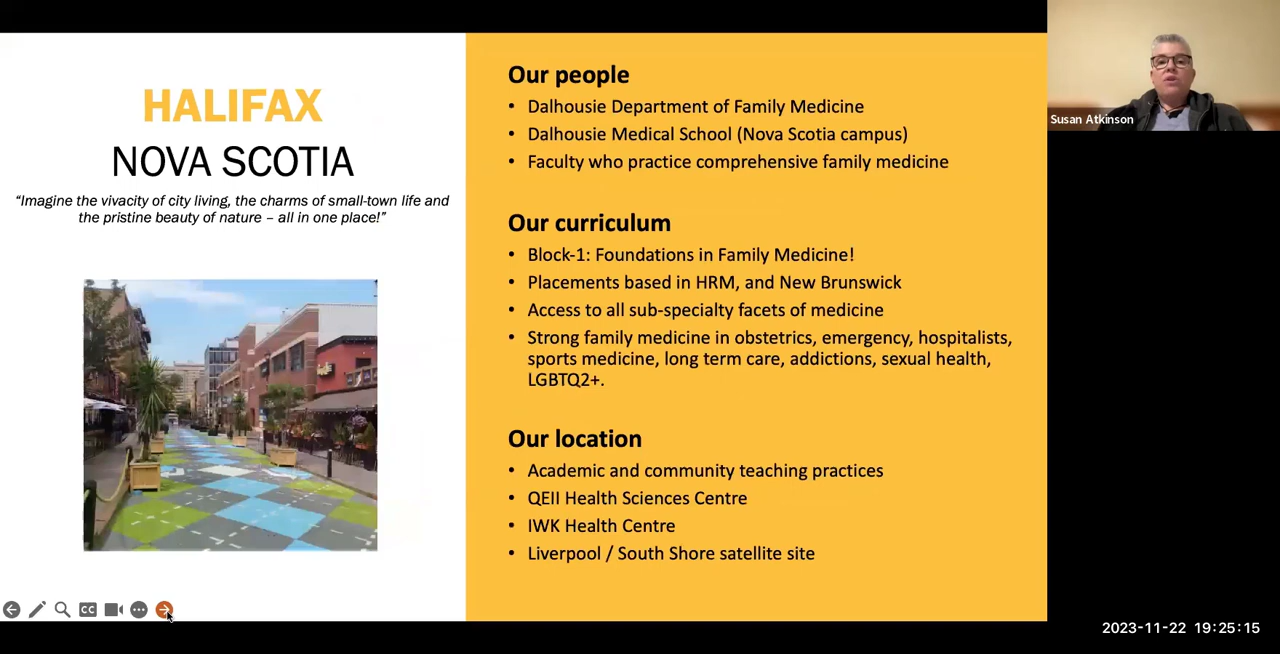 HALIFAX
NOVA SCOTIA
“Imagine the vivacity of city living, the charms of small-town life and
the pristine beauty of nature – all in one place!”
Our people
• Dalhousie Department of Family Medicine
• Dalhousie Medical School (Nova Scotia campus)
• Faculty who practice comprehensive family medicine
Our curriculum
• Block-1: Foundations in Family Medicine!
• Placements based in HRM, and New Brunswick
• Access to all sub-specialty facets of medicine
• Strong family medicine in obstetrics, emergency, hospitalists,
sports medicine, long term care, addictions, sexual health,
LGBTQ2+.
Our location
• Academic and community teaching practices
• QEII Health Sciences Centre
• IWK Health Centre
• Liverpool / South Shore satellite site
Susan Atkinson
CC
2023-11-22 19:25:15